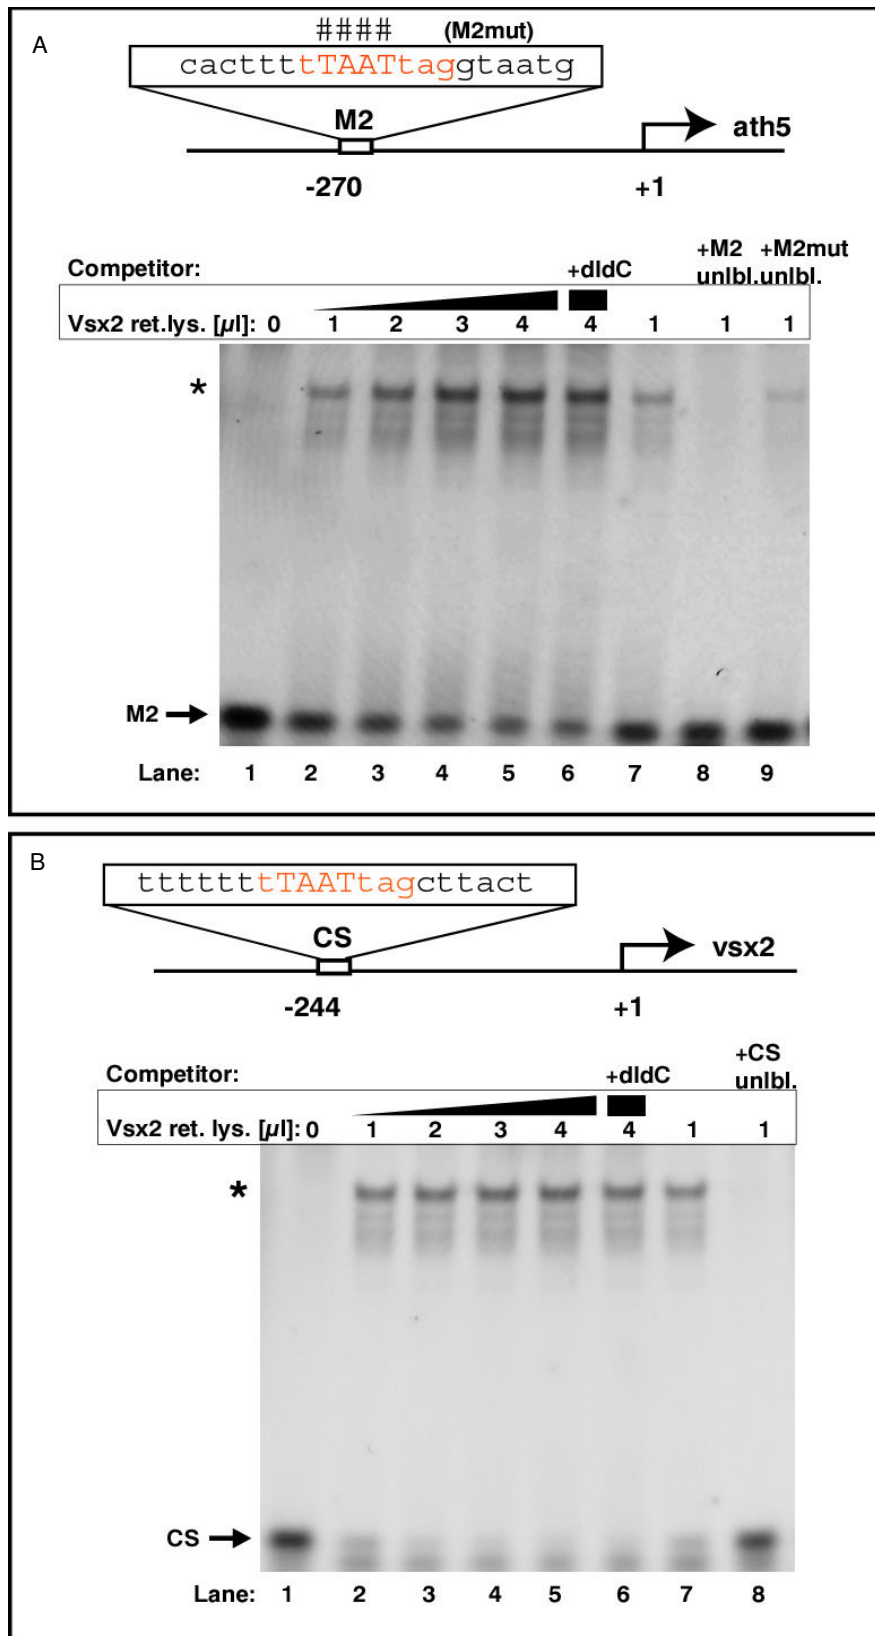 A
#### (M2mut)
cactttttTAATtaggtaatg
M2
ath5
-270 +1
+M2 +M2mut
Competitor: +dIdC unlbl. unlbl.
Vsx2 ret.lys. [µl]: 0 1 2 3 4 4 1 1 1
*
M2
Lane: 1 2 3 4 5 6 7 8 9
B
tttttttTAATtagcttact
CS
vsx2
-244 +1
+CS
Competitor: +dIdC unlbl.
Vsx2 ret. lys. [µl]: 0 1 2 3 4 4 1 1
*
CS
Lane: 1 2 3 4 5 6 7 8